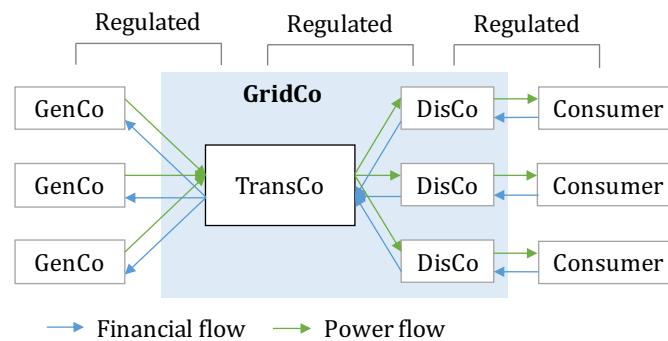 Regulated Regulated Regulated
GridCo
GenCo DisCo Consumer
GenCo TransCo DisCo Consumer
GenCo DisCo Consumer
Financial flow Power flow